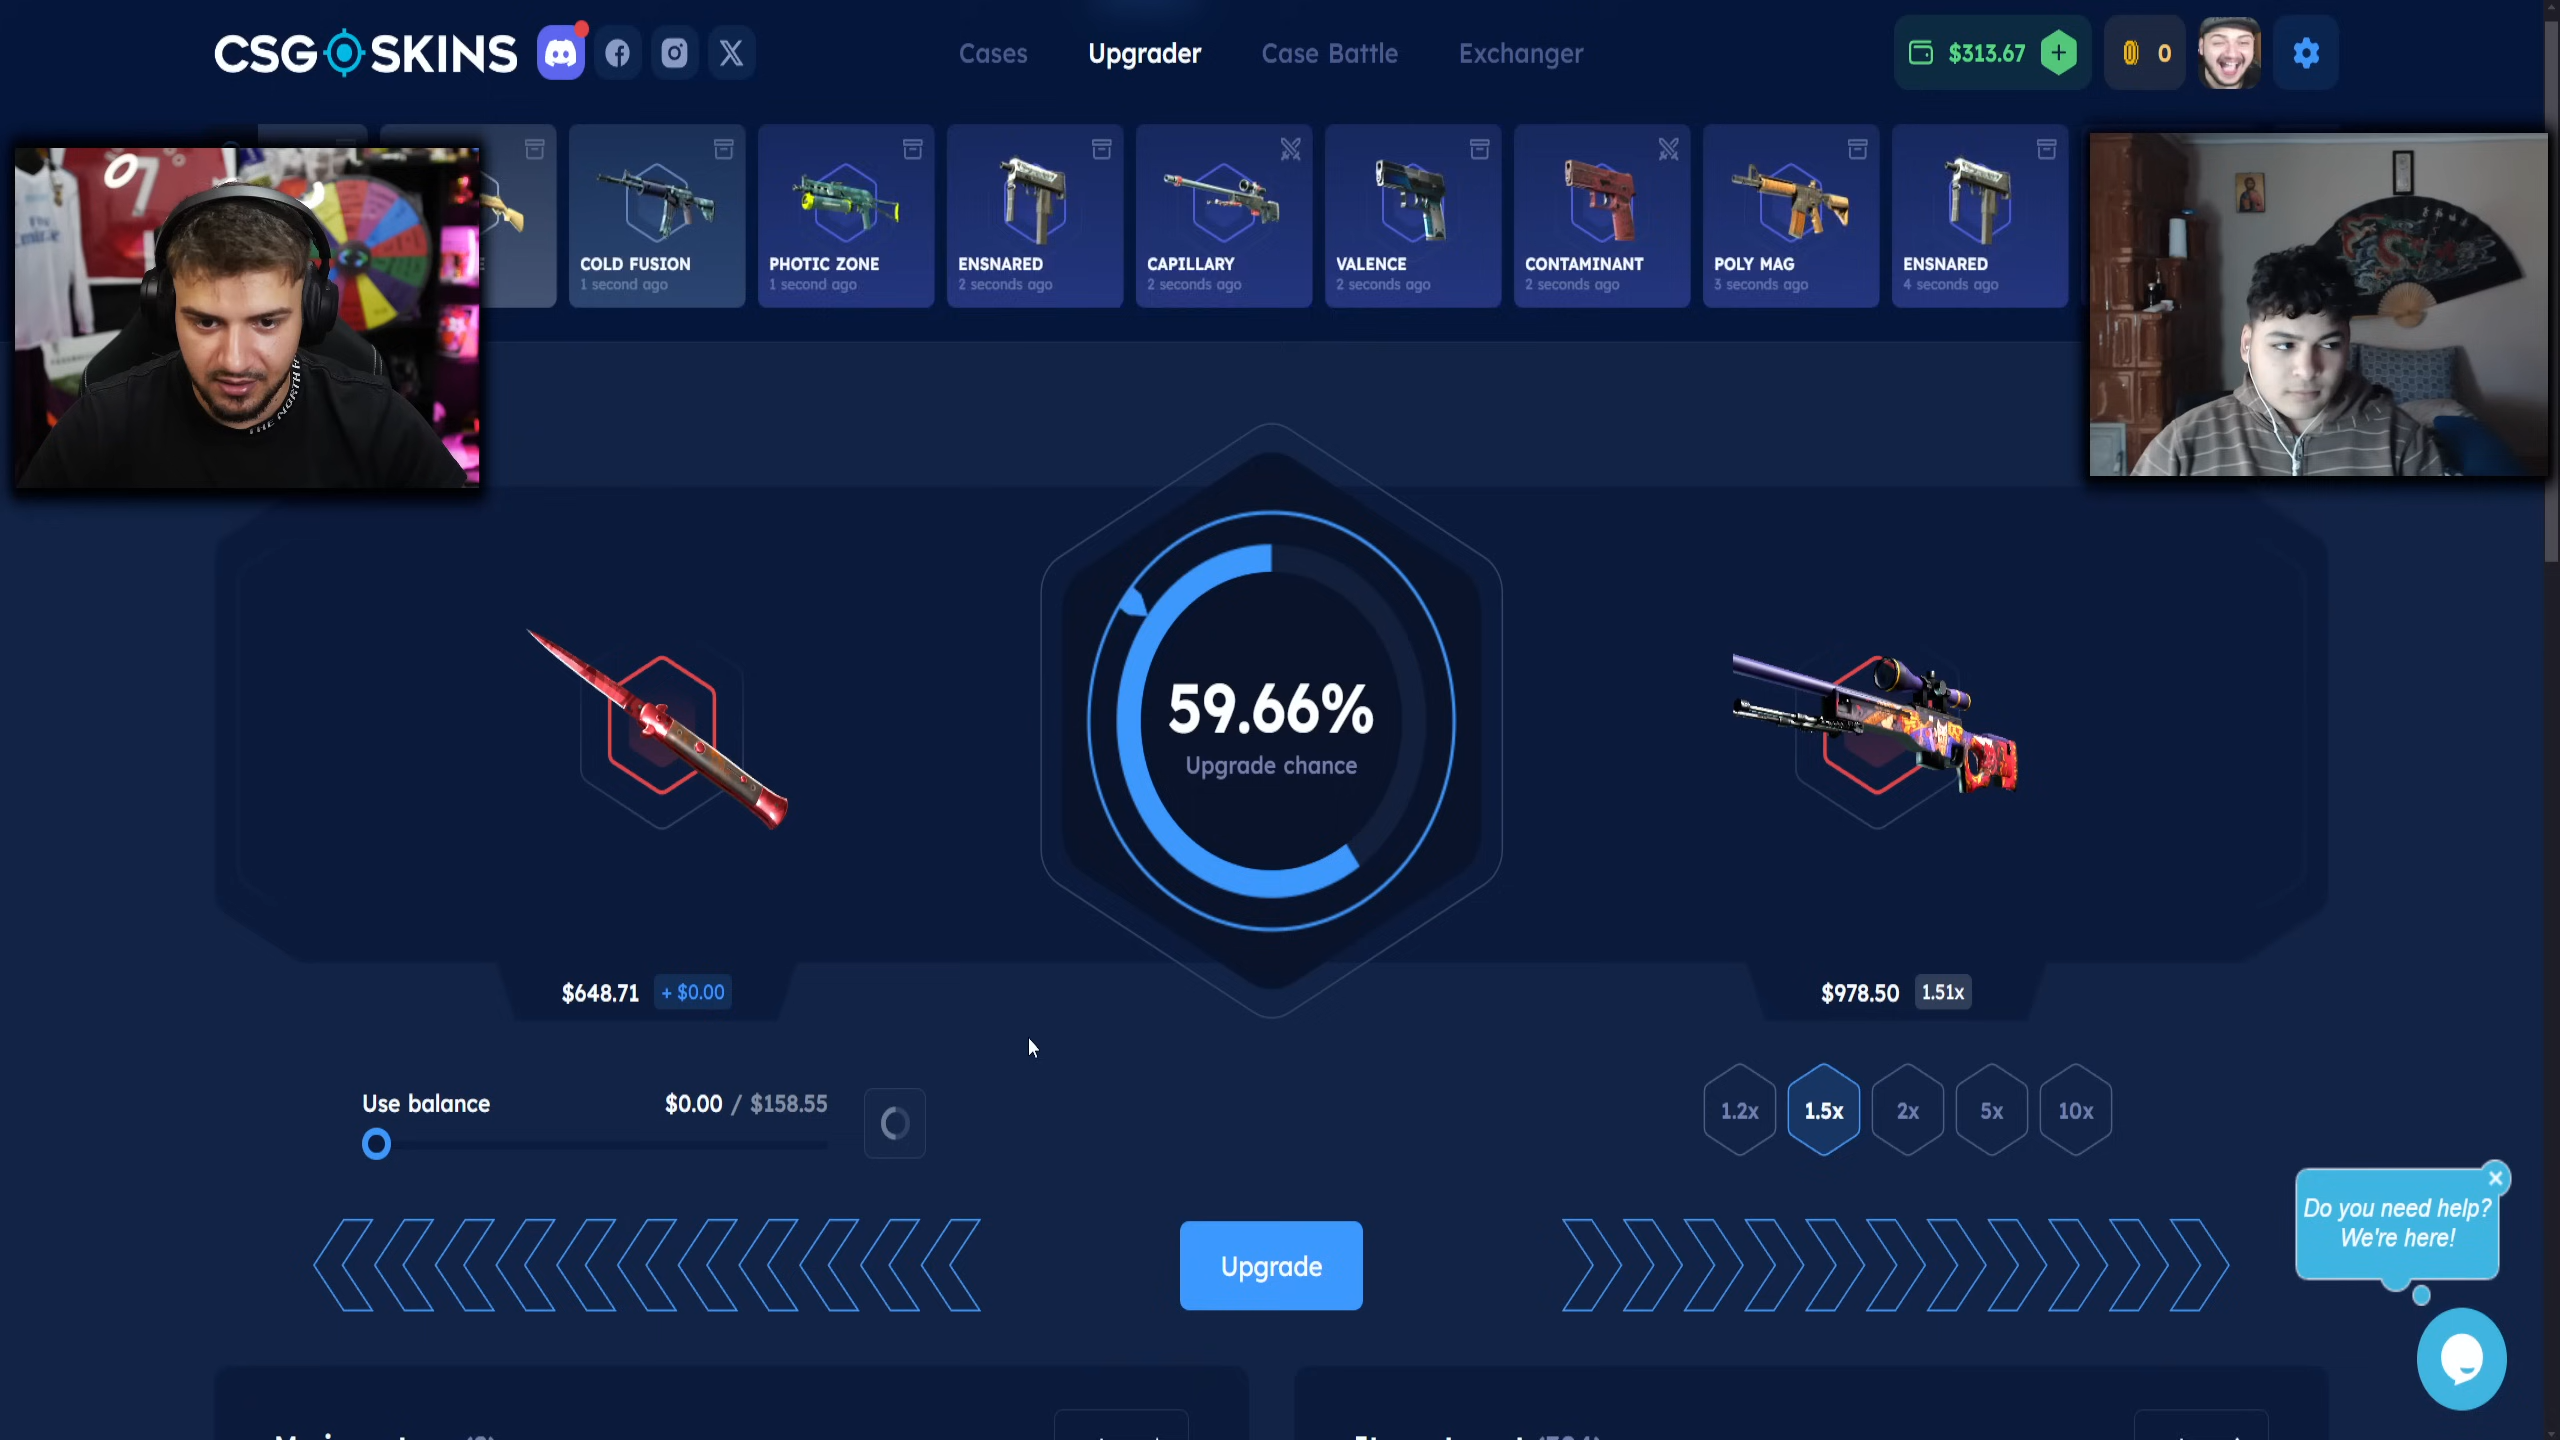 CSGOSKINS
Cases
Upgrader
Case Battle
Exchanger
$313.67
0
07
COLD FUSION
1 second ago
PHOTIC ZONE
1 second ago
ENSNARED
2 seconds ago
CAPILLARY
2 seconds ago
VALENCE
2 seconds ago
CONTAMINANT
2 seconds ago
POLY MAG
3 seconds ago
ENSNARED
4 seconds ago
THE NORTH
59.66%
Upgrade chance
$648.71 + $0.00
$978.50 1.51x
Use balance
$0.00 / $158.55
1.2x
1.5x
2x
5x
10x
Upgrade
Do you need help?
We're here!